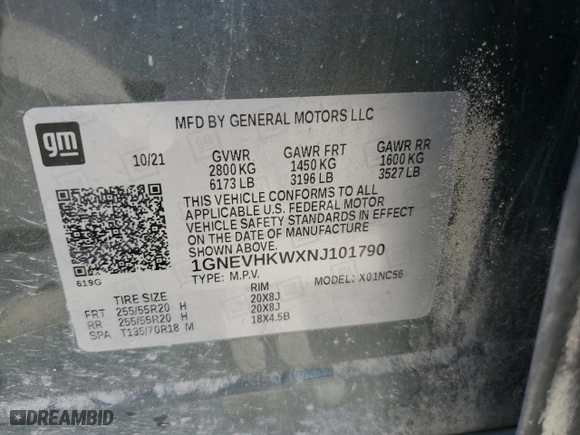 MFD BY GENERAL MOTORS LLC
gm
10/21
GVWR GAWR FRT GAWR RR
2800 KG 1450 KG 1600 KG
6173 LB 3196 LB 3527 LB
THIS VEHICLE CONFORMS TO ALL
APPLICABLE U.S. FEDERAL MOTOR
VEHICLE SAFETY STANDARDS IN EFFECT
ON THE DATE OF MANUFACTURE
SHOWN ABOVE.
619G
1GNEVHKWXNJ101790
TYPE: M.P.V. MODEL: X01NC56
TIRE SIZE RIM
FRT 255/55R20 H 20X8J
RR 255/55R20 H 20X8J
SPA T135/70R18 M 18X4.5B
DREAMBID